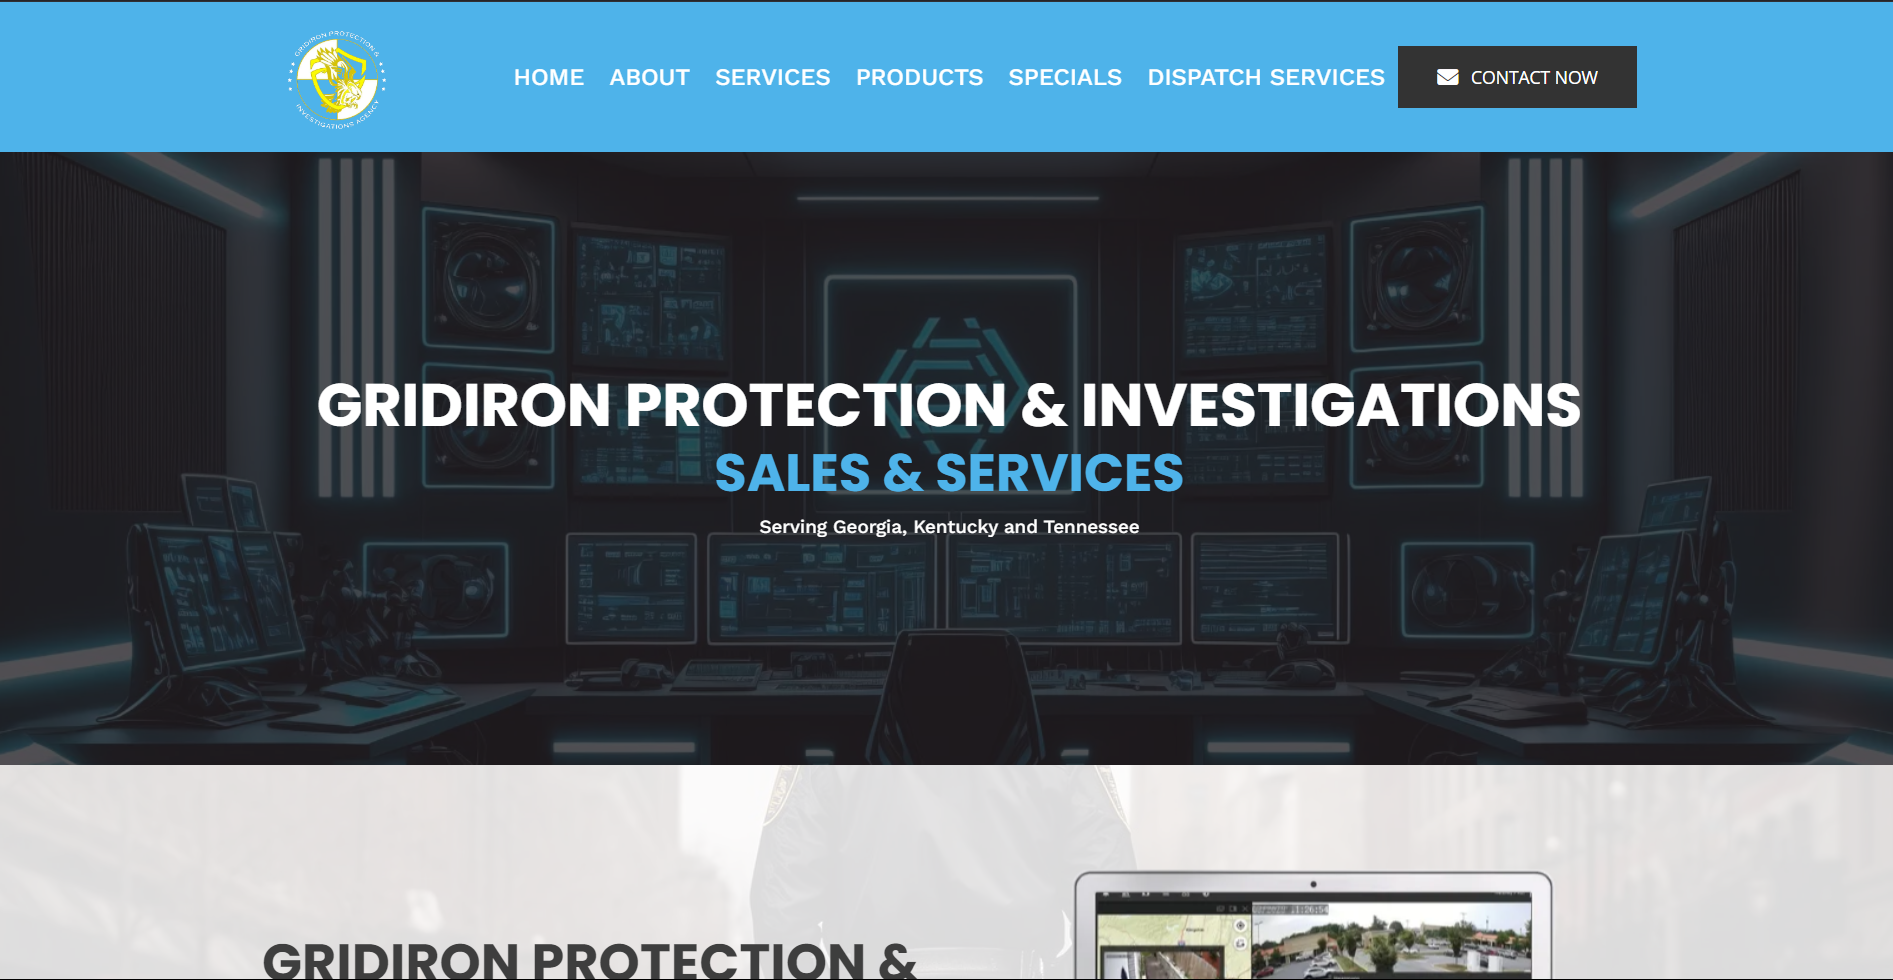 GRIDIRON PROTECTION &
INVESTIGATIONS AGENCY
HOME ABOUT SERVICES PRODUCTS SPECIALS DISPATCH SERVICES CONTACT NOW
GRIDIRON PROTECTION & INVESTIGATIONS
SALES & SERVICES
Serving Georgia, Kentucky and Tennessee
GRIDIRON PROTECTION &